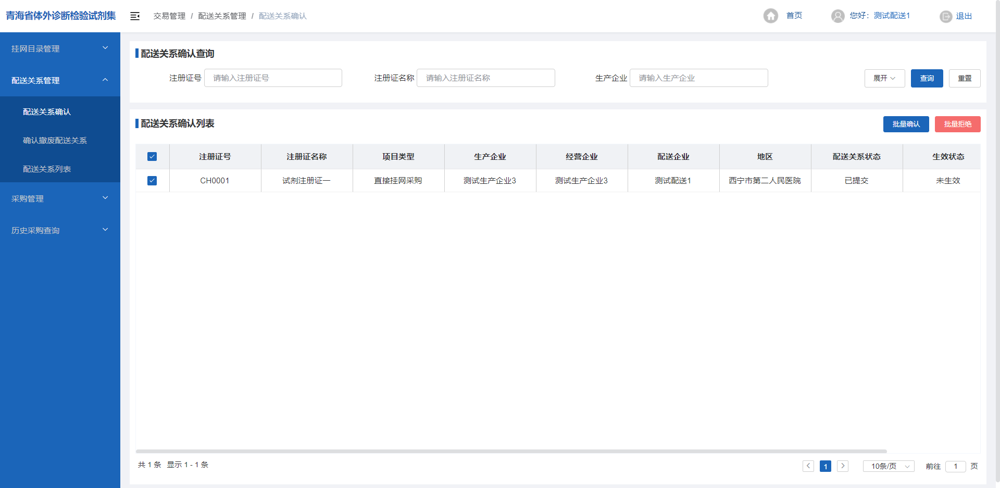 青海省体外诊断检验试剂集
交易管理 / 配送关系管理 / 配送关系确认
首页
您好：测试配送1
退出
挂网目录管理
配送关系管理
配送关系确认
确认撤废配送关系
配送关系列表
采购管理
历史采购查询
配送关系确认查询
注册证号 请输入注册证号 注册证名称 请输入注册证名称 生产企业 请输入生产企业 展开 查询 重置
配送关系确认列表
批量确认 批量拒绝
注册证号 注册证名称 项目类型 生产企业 经营企业 配送企业 地区 配送关系状态 生效状态
CH0001 试剂注册证一 直接挂网采购 测试生产企业3 测试生产企业3 测试配送1 西宁市第二人民医院 已提交 未生效
共 1 条 显示 1 - 1 条
1 10条/页 前往 1 页